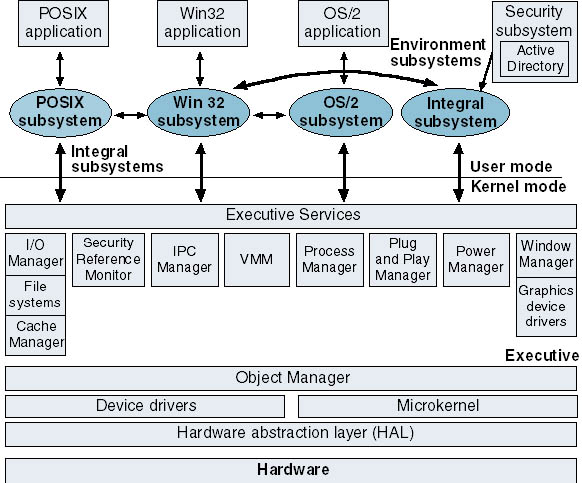 POSIX
application
Win32
application
OS/2
application
Security
subsystem
Active
Directory
Environment
subsystems
POSIX
subsystem
Win 32
subsystem
OS/2
subsystem
Integral
subsystem
Integral
subsystems
User mode
Kernel mode
Executive Services
I/O
Manager
File
systems
Cache
Manager
Security
Reference
Monitor
IPC
Manager
VMM
Process
Manager
Plug
and Play
Manager
Power
Manager
Window
Manager
Graphics
device
drivers
Executive
Object Manager
Device drivers
Microkernel
Hardware abstraction layer (HAL)
Hardware